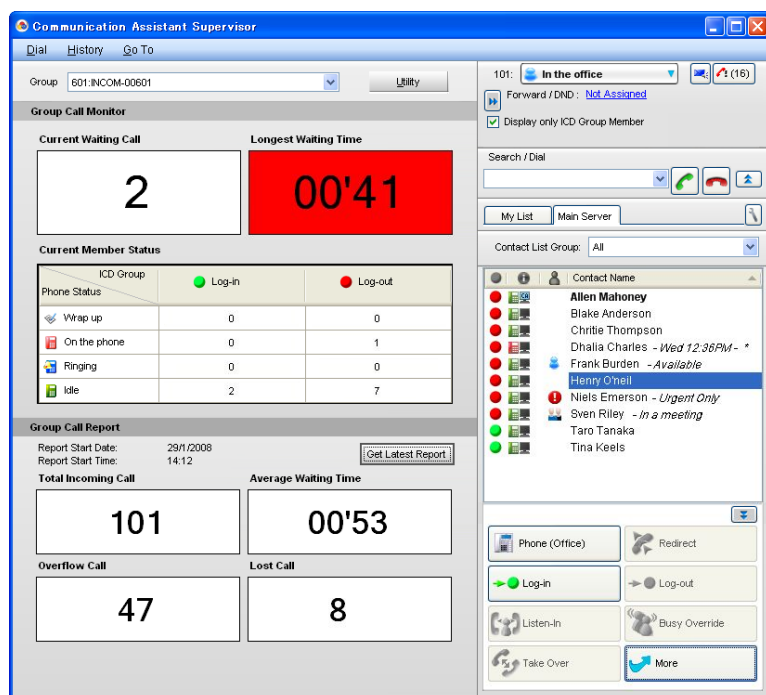 Communication Assistant Supervisor
Dial History Go To
Group 601:INCOM-00601 Utility
Group Call Monitor
Current Waiting Call Longest Waiting Time
2 00'41
Current Member Status
ICD Group
Phone Status
Log-in Log-out
Wrap up 0 0
On the phone 0 1
Ringing 0 0
Idle 2 7
Group Call Report
Report Start Date: 29/1/2008
Report Start Time: 14:12
Get Latest Report
Total Incoming Call Average Waiting Time
101 00'53
Overflow Call Lost Call
47 8
101: In the office (16)
Forward / DND : Not Assigned
Display only ICD Group Member
Search / Dial
My List Main Server
Contact List Group: All
Contact Name
Allen Mahoney
Blake Anderson
Chritie Thompson
Dhalia Charles - Wed 12:36PM - *
Frank Burden - Available
Henry O'neil
Niels Emerson - Urgent Only
Sven Riley - In a meeting
Taro Tanaka
Tina Keels
Phone (Office) Redirect
Log-in Log-out
Listen-In Busy Override
Take Over More